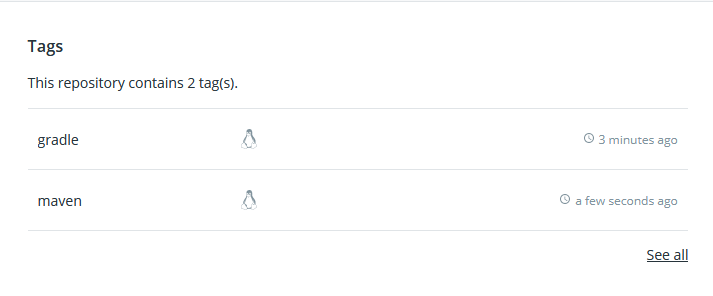 Tags
This repository contains 2 tag(s).
gradle 3 minutes ago
maven a few seconds ago
See all